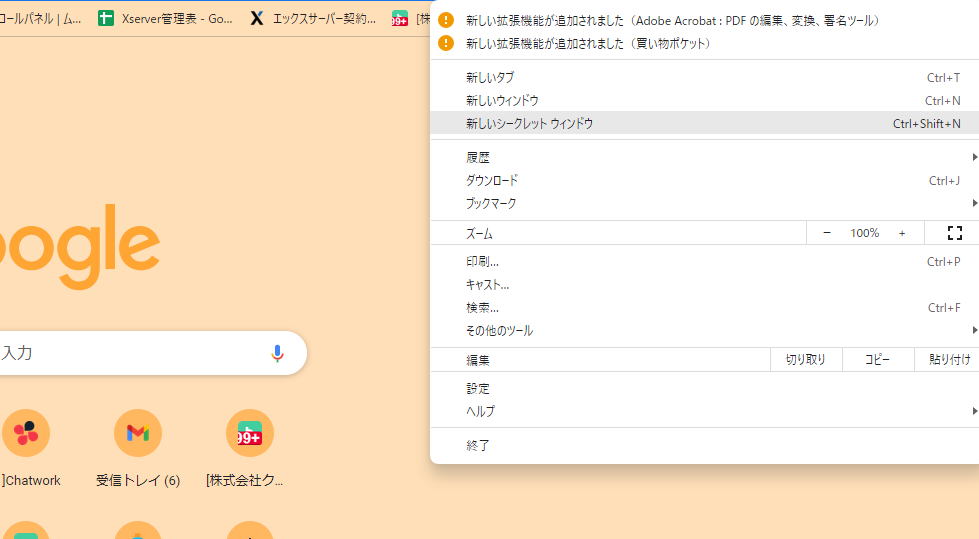 ロールパネル | ム...
Xserver管理表 - Go...
エックスサーバー契約...
[株
新しい拡張機能が追加されました（Adobe Acrobat : PDF の編集、変換、署名ツール）
新しい拡張機能が追加されました（買い物ポケット）
新しいタブ Ctrl+T
新しいウィンドウ Ctrl+N
新しいシークレット ウィンドウ Ctrl+Shift+N
履歴
ダウンロード Ctrl+J
ブックマーク
ズーム − 100% +
印刷... Ctrl+P
キャスト...
検索... Ctrl+F
その他のツール
編集 切り取り コピー 貼り付け
設定
ヘルプ
終了
oogle
入力
99+
]Chatwork
受信トレイ (6)
[株式会社ク...